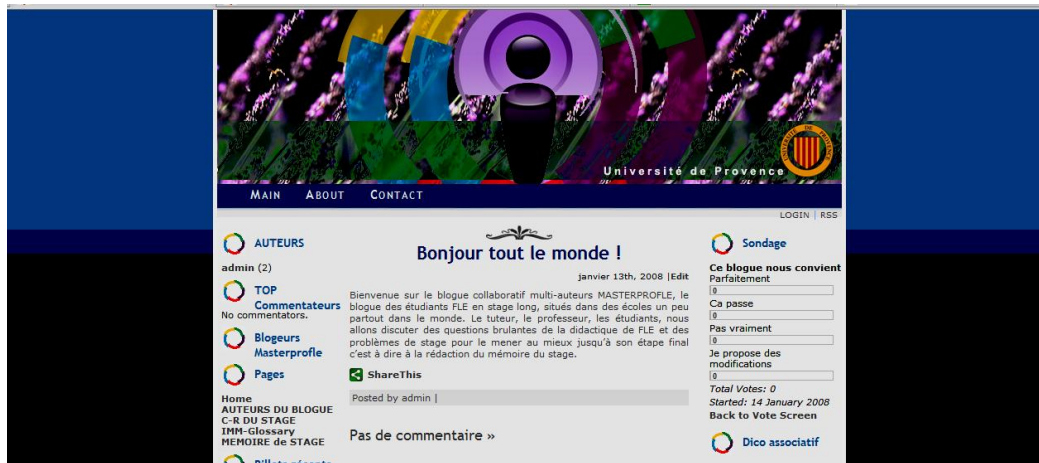 Université de Provence
UNIVERSITÉ DE PROVENCE
MAIN ABOUT CONTACT
LOGIN | RSS
AUTEURS
admin (2)
TOP
Commentateurs
No commentators.
Blogeurs
Masterprofle
Pages
Home
AUTEURS DU BLOGUE
C-R DU STAGE
IMM-Glossary
MEMOIRE de STAGE
Billets récents
Bonjour tout le monde !
janvier 13th, 2008 |Edit
Bienvenue sur le blogue collaboratif multi-auteurs MASTERPROFLE, le
blogue des étudiants FLE en stage long, situés dans des écoles un peu
partout dans le monde. Le tuteur, le professeur, les étudiants, nous
allons discuter des questions brulantes de la didactique de FLE et des
problèmes de stage pour le mener au mieux jusqu'à son étape final
c'est à dire à la rédaction du mémoire du stage.
ShareThis
Posted by admin |
Pas de commentaire »
Sondage
Ce blogue nous convient
Parfaitement
0
Ca passe
0
Pas vraiment
0
Je propose des
modifications
0
Total Votes: 0
Started: 14 January 2008
Back to Vote Screen
Dico associatif